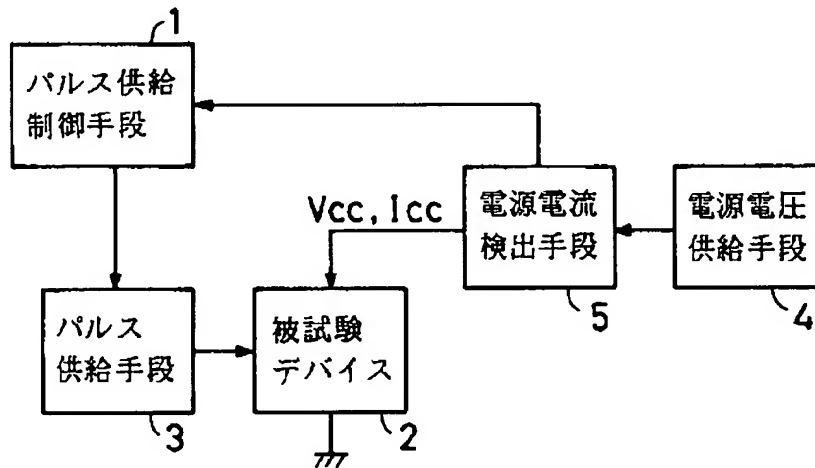 1
パルス供給
制御手段
Vcc, Icc
電源電流
検出手段
5
電源電圧
供給手段
4
パルス
供給手段
3
被試験
デバイス
2